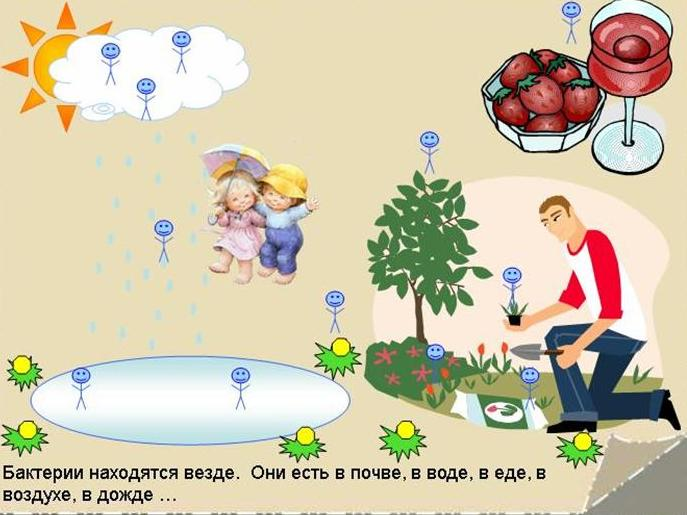 Бактерии находятся везде.  Они есть в почве, в воде, в еде, в
воздухе, в дожде ...